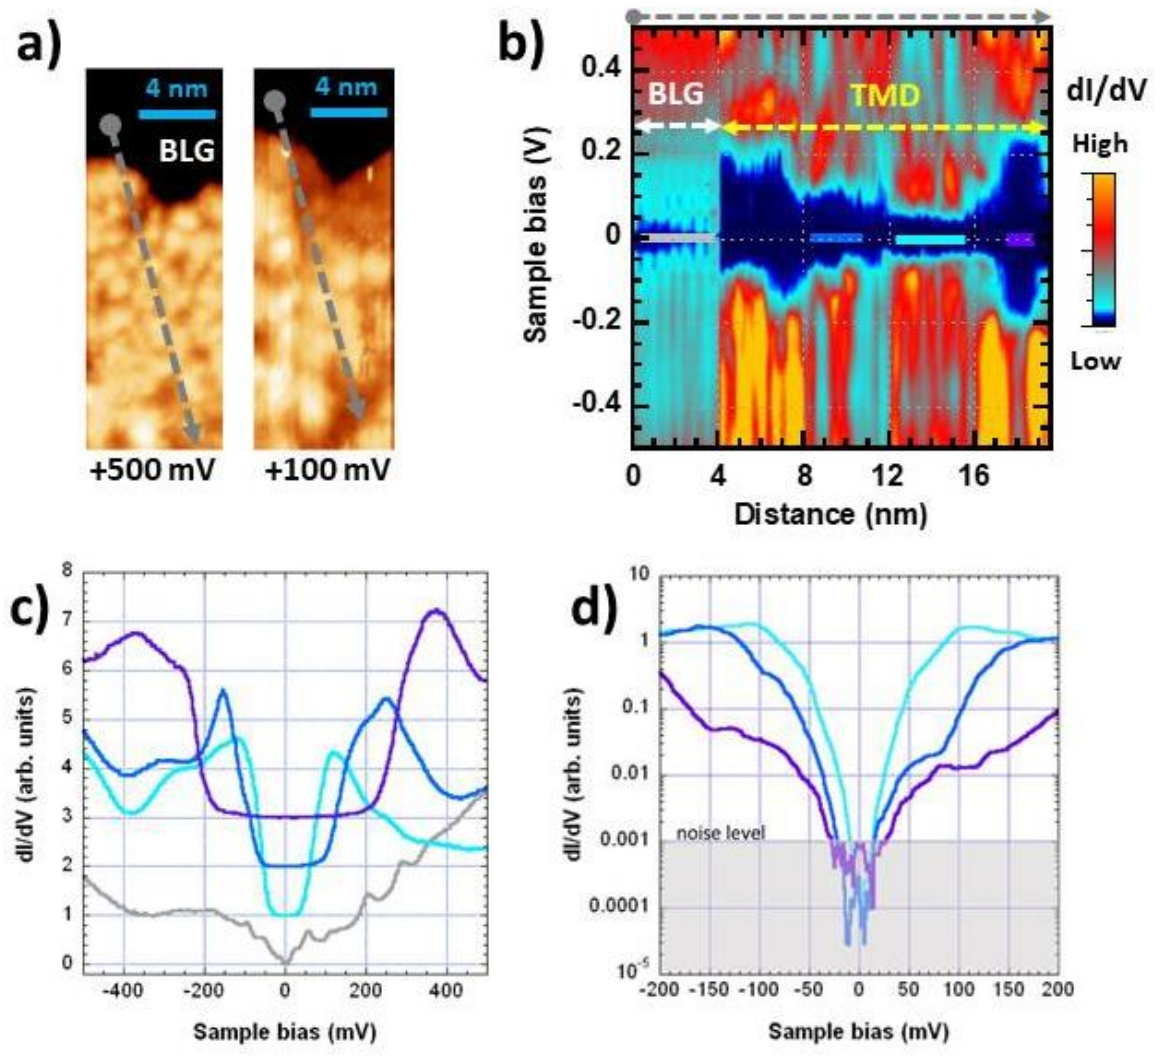 a)
4 nm
4 nm
BLG
+500 mV
+100 mV
b)
0.4
0.2
0
-0.2
-0.4
Sample bias (V)
BLG
TMD
0
4
8
12
16
Distance (nm)
dI/dV
High
Low
c)
8
7
6
5
4
3
2
1
0
dI/dV (arb. units)
-400
-200
0
200
400
Sample bias (mV)
d)
10
1
0.1
0.01
0.001
0.0001
10-5
dI/dV (arb. units)
noise level
-200
-150
-100
-50
0
50
100
150
200
Sample bias (mV)